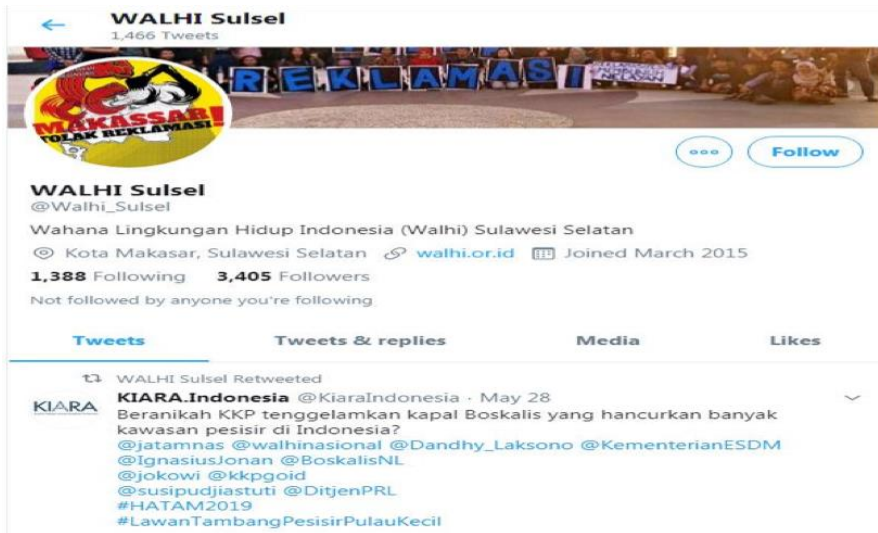 WALHI Sulsel
1,466 Tweets
REKLAMASI
MAKASSAR!
TOLAK REKLAMASI
Follow
WALHI Sulsel
@Walhi_Sulsel
Wahana Lingkungan Hidup Indonesia (Walhi) Sulawesi Selatan
Kota Makasar, Sulawesi Selatan walhi.or.id Joined March 2015
1,388 Following 3,405 Followers
Not followed by anyone you're following
Tweets Tweets & replies Media Likes
WALHI Sulsel Retweeted
KIARA
KIARA.Indonesia @KiaraIndonesia · May 28
Beranikah KKP tenggelamkan kapal Boskalis yang hancurkan banyak
kawasan pesisir di Indonesia?
@jatamnas @walhinasional @Dandhy_Laksono @KementerianESDM
@IgnasiusJonan @BoskalisNL
@jokowi @kkpgoid
@susipudjiastuti @DitjenPRL
#HATAM2019
#LawanTambangPesisirPulauKecil